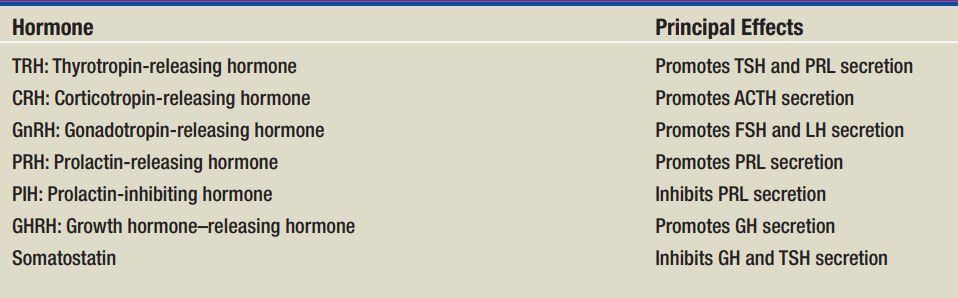 Hormone Principal Effects
TRH: Thyrotropin-releasing hormone Promotes TSH and PRL secretion
CRH: Corticotropin-releasing hormone Promotes ACTH secretion
GnRH: Gonadotropin-releasing hormone Promotes FSH and LH secretion
PRH: Prolactin-releasing hormone Promotes PRL secretion
PIH: Prolactin-inhibiting hormone Inhibits PRL secretion
GHRH: Growth hormone–releasing hormone Promotes GH secretion
Somatostatin Inhibits GH and TSH secretion